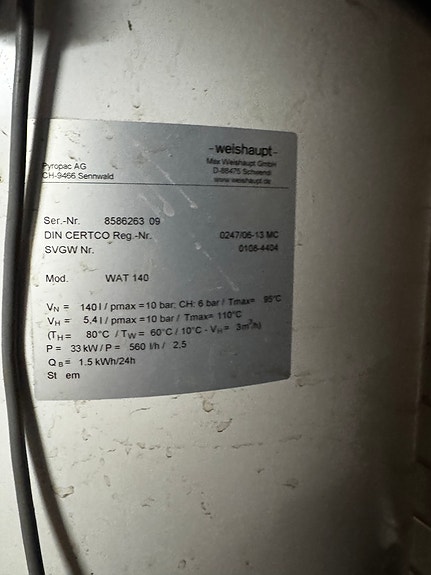 -weishaupt-
Pyropac AG
CH-9466 Sennwald
Max Weishaupt GmbH
D-88475 Schwendi
www.weishaupt.de
Ser.-Nr. 8586263 09
DIN CERTCO Reg.-Nr. 0247/06-13 MC
SVGW Nr. 0108-4404
Mod. WAT 140
VN = 140 l / pmax = 10 bar; CH: 6 bar / Tmax= 95°C
VH = 5,4 l / pmax = 10 bar / Tmax= 110°C
(TH = 80°C / TW = 60°C / 10°C - VH = 3m³/h)
P = 33 kW / P = 560 l/h / 2,5
QB = 1.5 kWh/24h
St em